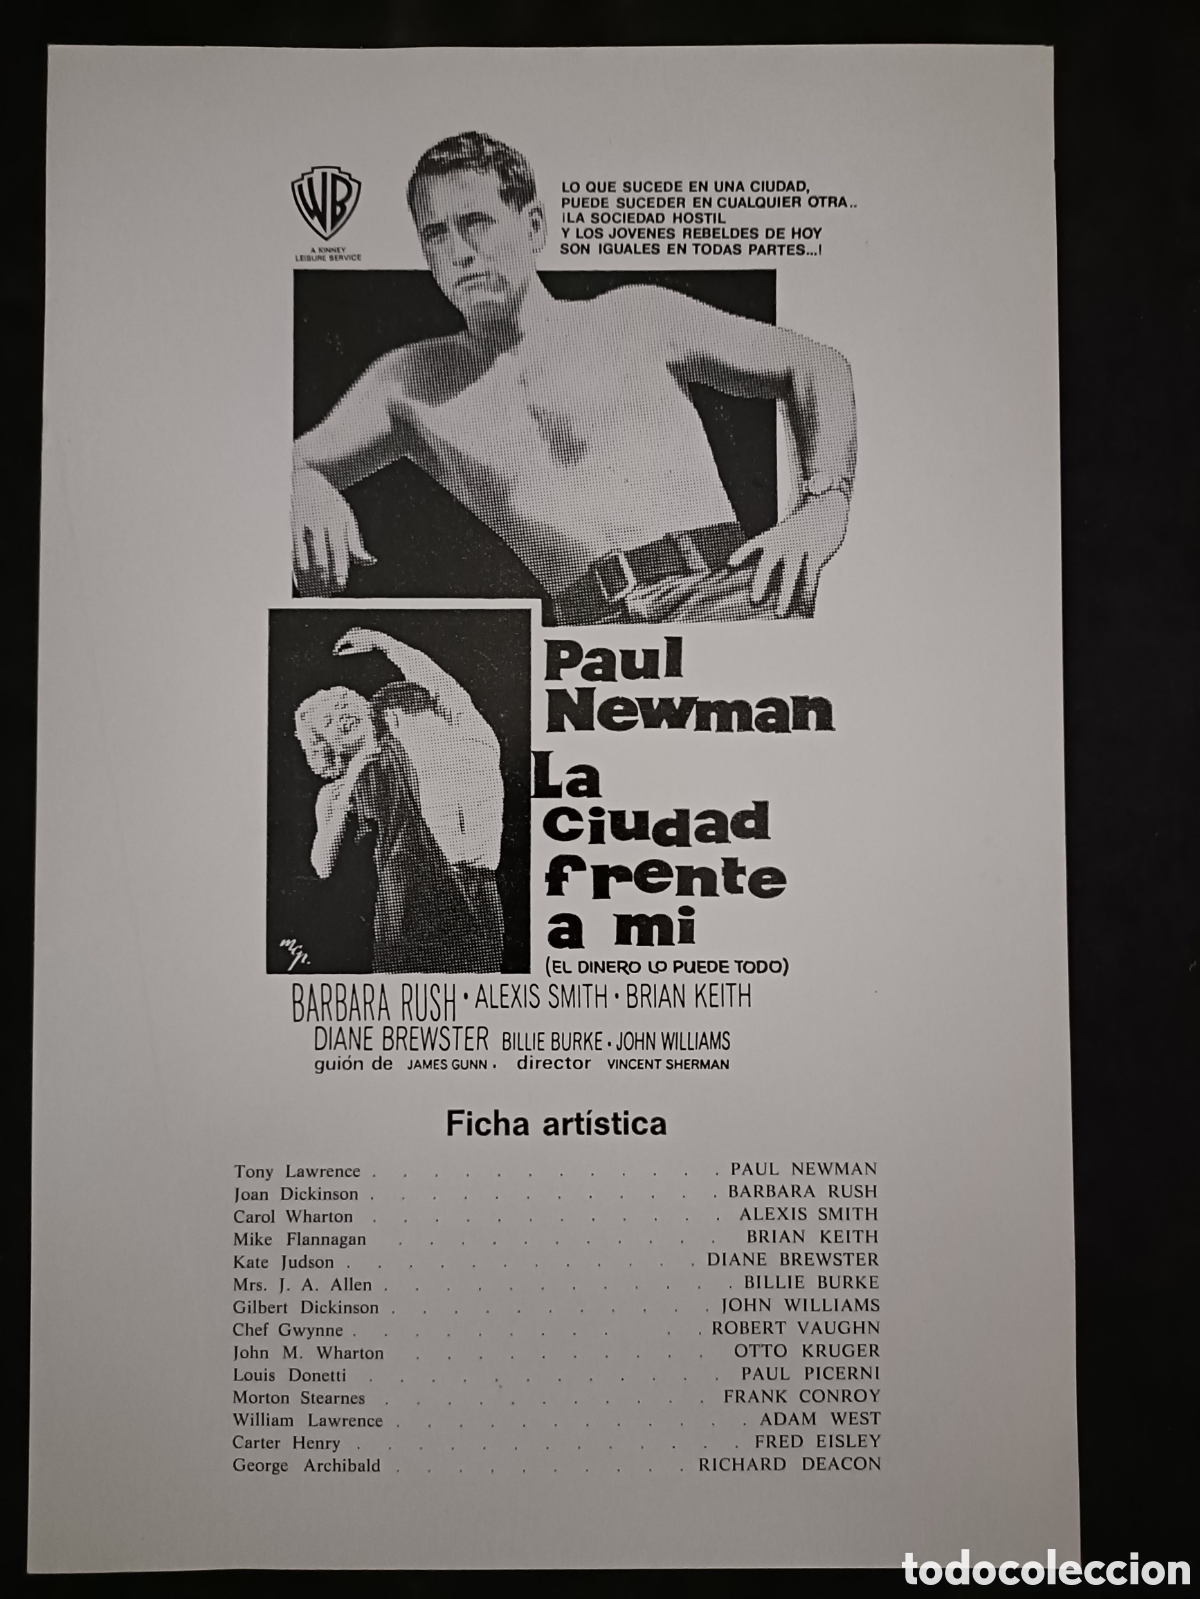 WB
A KINNEY
LEISURE SERVICE
LO QUE SUCEDE EN UNA CIUDAD,
PUEDE SUCEDER EN CUALQUIER OTRA..
¡LA SOCIEDAD HOSTIL
Y LOS JOVENES REBELDES DE HOY
SON IGUALES EN TODAS PARTES...!
Paul
Newman
La
ciudad
frente
a mi
(EL DINERO LO PUEDE TODO)
mcp.
BARBARA RUSH · ALEXIS SMITH · BRIAN KEITH
DIANE BREWSTER BILLIE BURKE · JOHN WILLIAMS
guión de JAMES GUNN . director VINCENT SHERMAN
Ficha artística
Tony Lawrence . . . . . . . . . . . . PAUL NEWMAN
Joan Dickinson . . . . . . . . . . . . BARBARA RUSH
Carol Wharton . . . . . . . . . . . . ALEXIS SMITH
Mike Flannagan . . . . . . . . . . . BRIAN KEITH
Kate Judson . . . . . . . . . . . . DIANE BREWSTER
Mrs. J. A. Allen . . . . . . . . . . . . BILLIE BURKE
Gilbert Dickinson . . . . . . . . . . . JOHN WILLIAMS
Chef Gwynne . . . . . . . . . . . ROBERT VAUGHN
John M. Wharton . . . . . . . . . . OTTO KRUGER
Louis Donetti . . . . . . . . . . . . PAUL PICERNI
Morton Stearnes . . . . . . . . . . . FRANK CONROY
William Lawrence . . . . . . . . . . . . ADAM WEST
Carter Henry . . . . . . . . . . . . . FRED EISLEY
George Archibald . . . . . . . . . . RICHARD DEACON
todocoleccion